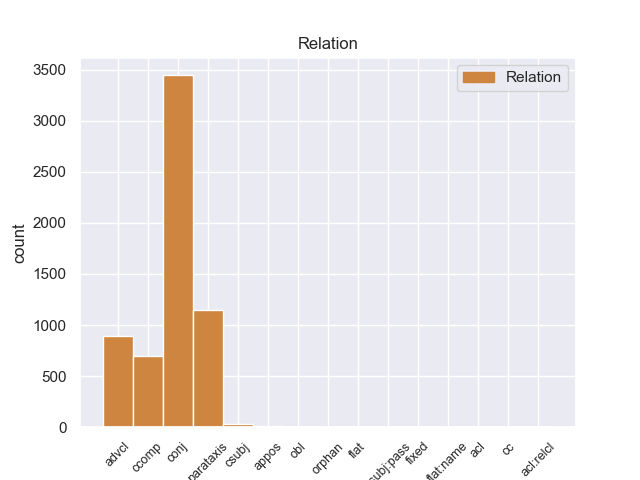 Relation
Relation
count
3500
3000
2500
2000
1500
1000
500
0
advcl
ccomp
conj
parataxis
csubj
appos
obl
orphan
flat
subj:pass
fixed
flat:name
acl
cc
acl:relcl